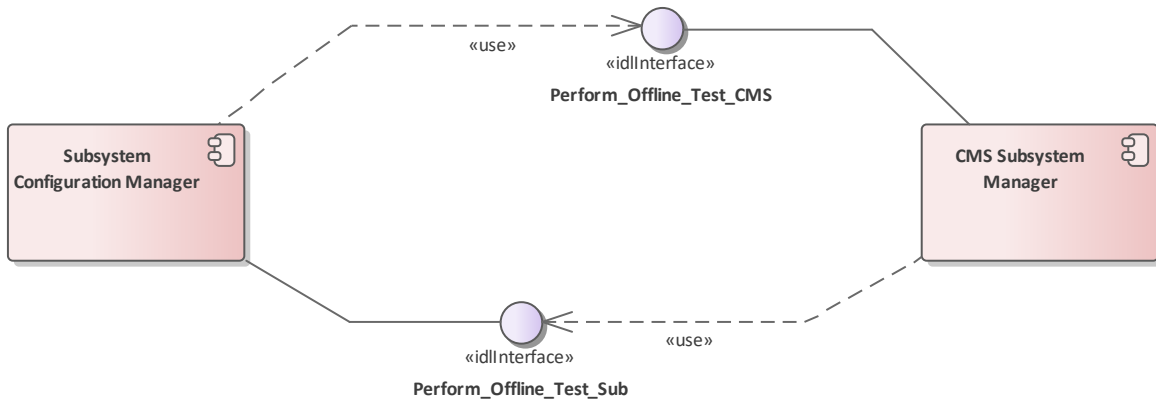 «use»
«idlInterface»
Perform_Offline_Test_CMS
Subsystem
Configuration Manager
CMS Subsystem
Manager
«use»
«idlInterface»
Perform_Offline_Test_Sub